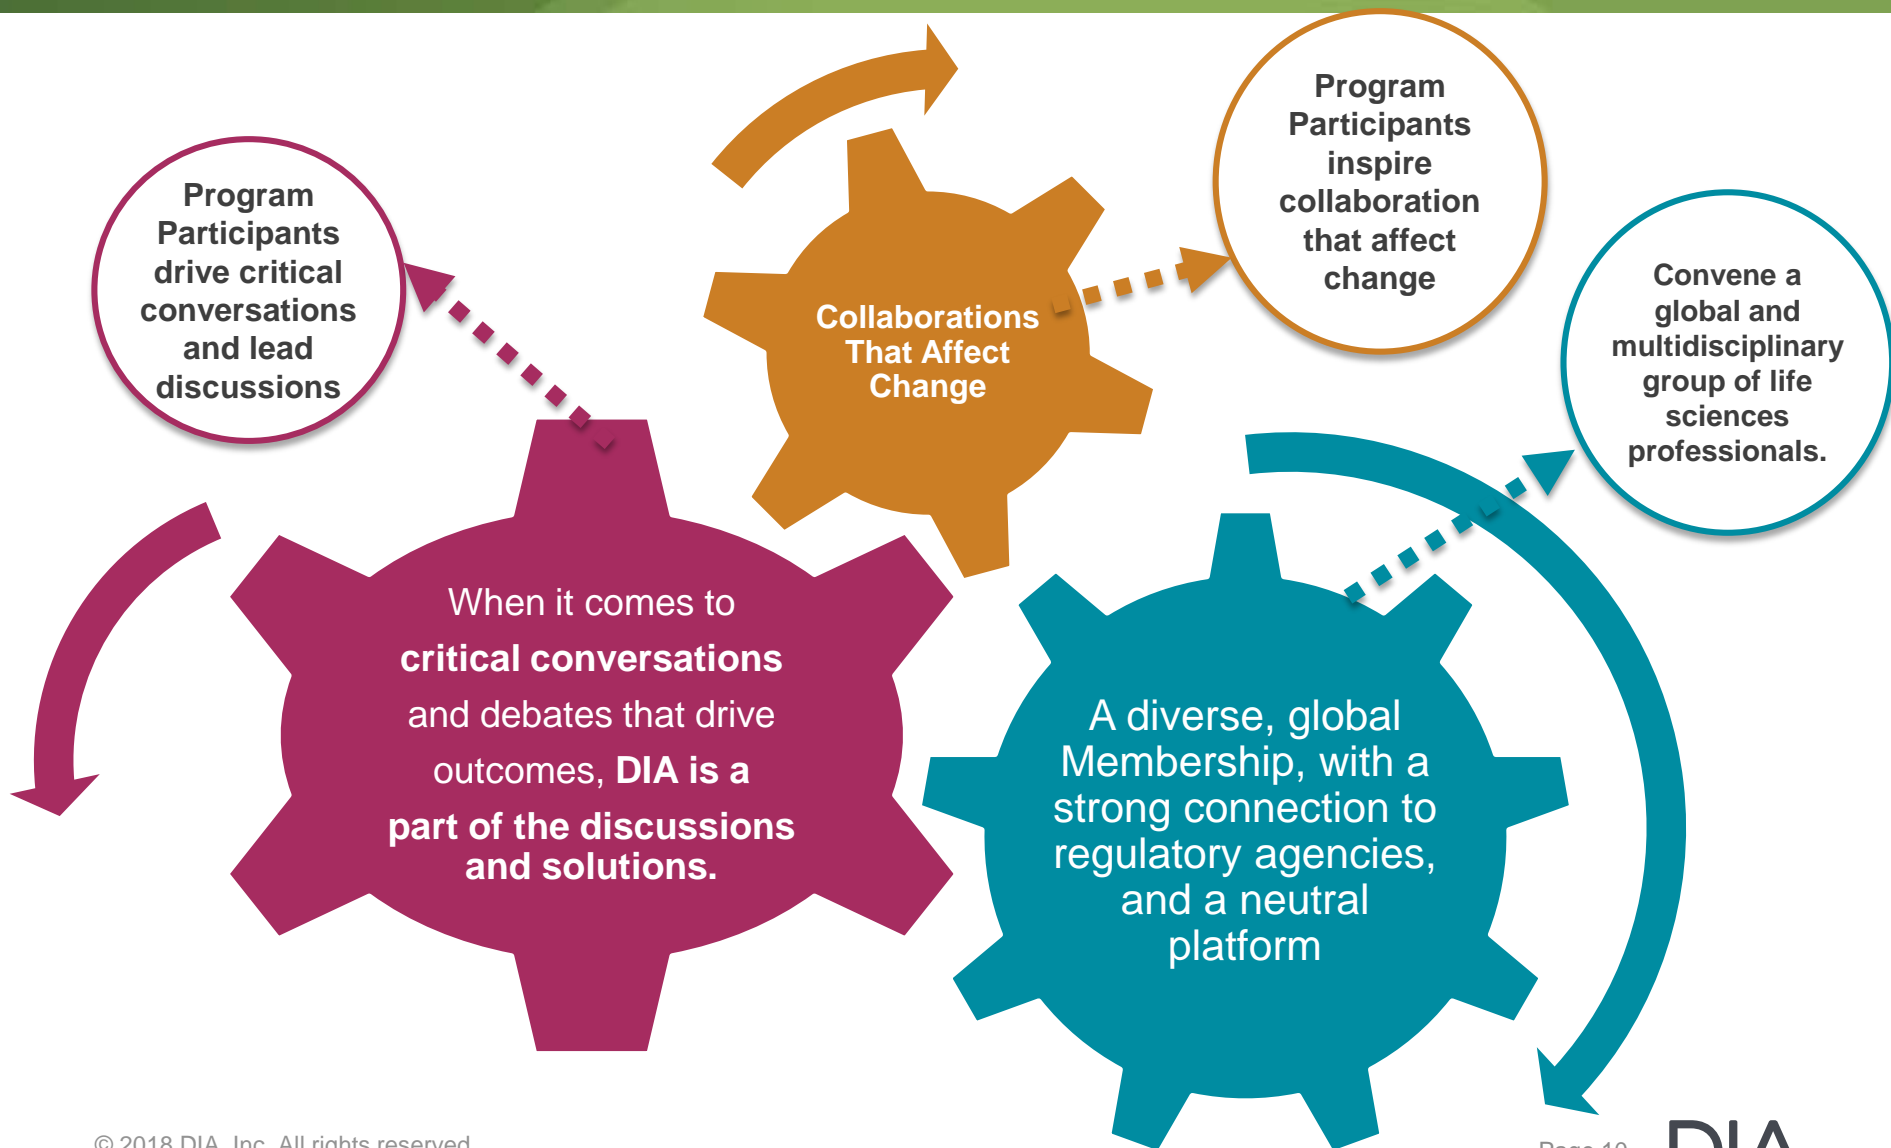 Program
Participants
drive critical
conversations
and lead
discussions
Collaborations
That Affect
Change
Program
Participants
inspire
collaboration
that affect
change
Convene a
global and
multidisciplinary
group of life
sciences
professionals.
When it comes to
critical conversations
and debates that drive
outcomes, DIA is a
part of the discussions
and solutions.
A diverse, global
Membership, with a
strong connection to
regulatory agencies,
and a neutral
platform
© 2018 DIA, Inc. All rights reserved
Page 10
DIA